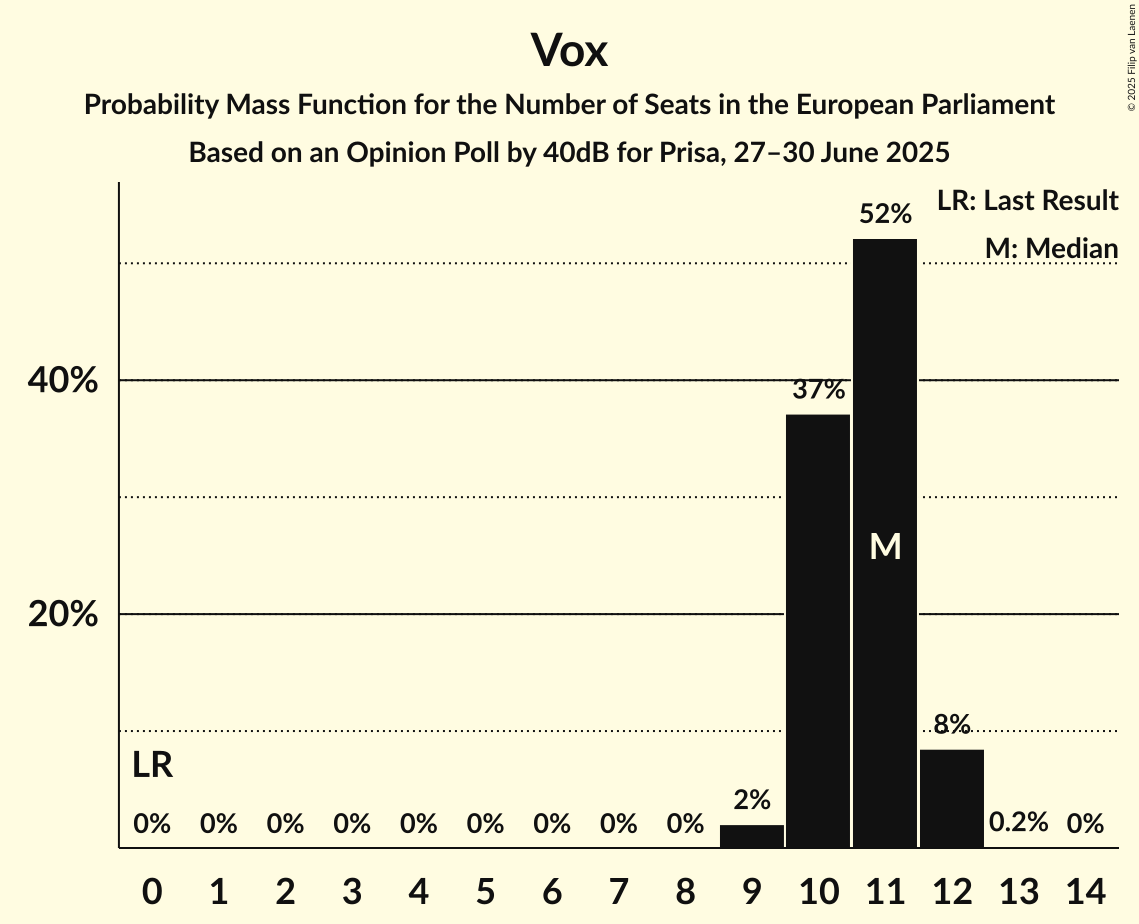 Vox
Probability Mass Function for the Number of Seats in the European Parliament
Based on an Opinion Poll by 40dB for Prisa, 27–30 June 2025
© 2025 Filip van Laenen
LR: Last Result
M: Median
52%
40%
37%
M
20%
8%
LR
2%
0% 0% 0% 0% 0% 0% 0% 0% 0% 0.2% 0%
0 1 2 3 4 5 6 7 8 9 10 11 12 13 14